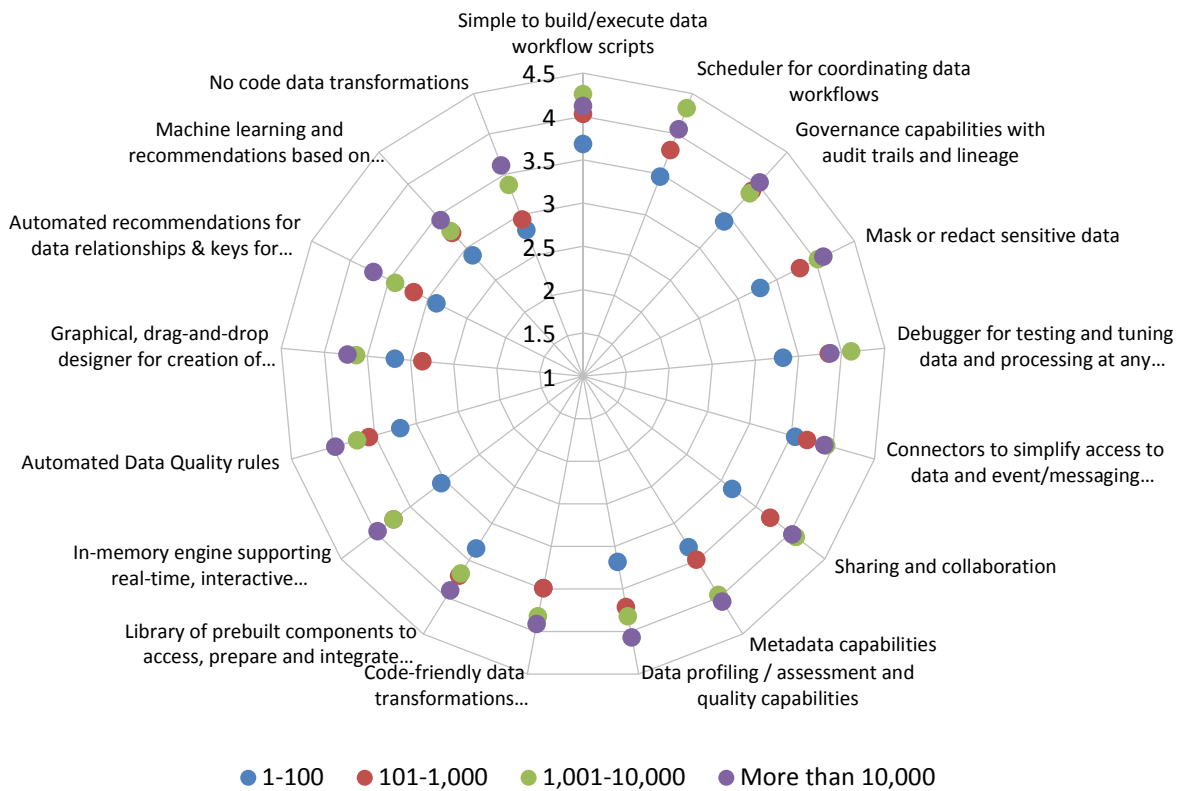 Simple to build/execute data
workflow scripts
Scheduler for coordinating data
workflows
Governance capabilities with
audit trails and lineage
Mask or redact sensitive data
Debugger for testing and tuning
data and processing at any…
Connectors to simplify access to
data and event/messaging…
Sharing and collaboration
Metadata capabilities
Data profiling / assessment and
quality capabilities
Code-friendly data
transformations…
Library of prebuilt components to
access, prepare and integrate…
In-memory engine supporting
real-time, interactive…
Automated Data Quality rules
Graphical, drag-and-drop
designer for creation of…
Automated recommendations for
data relationships & keys for…
Machine learning and
recommendations based on…
No code data transformations
4.5
4
3.5
3
2.5
2
1.5
1
1-100 101-1,000 1,001-10,000 More than 10,000